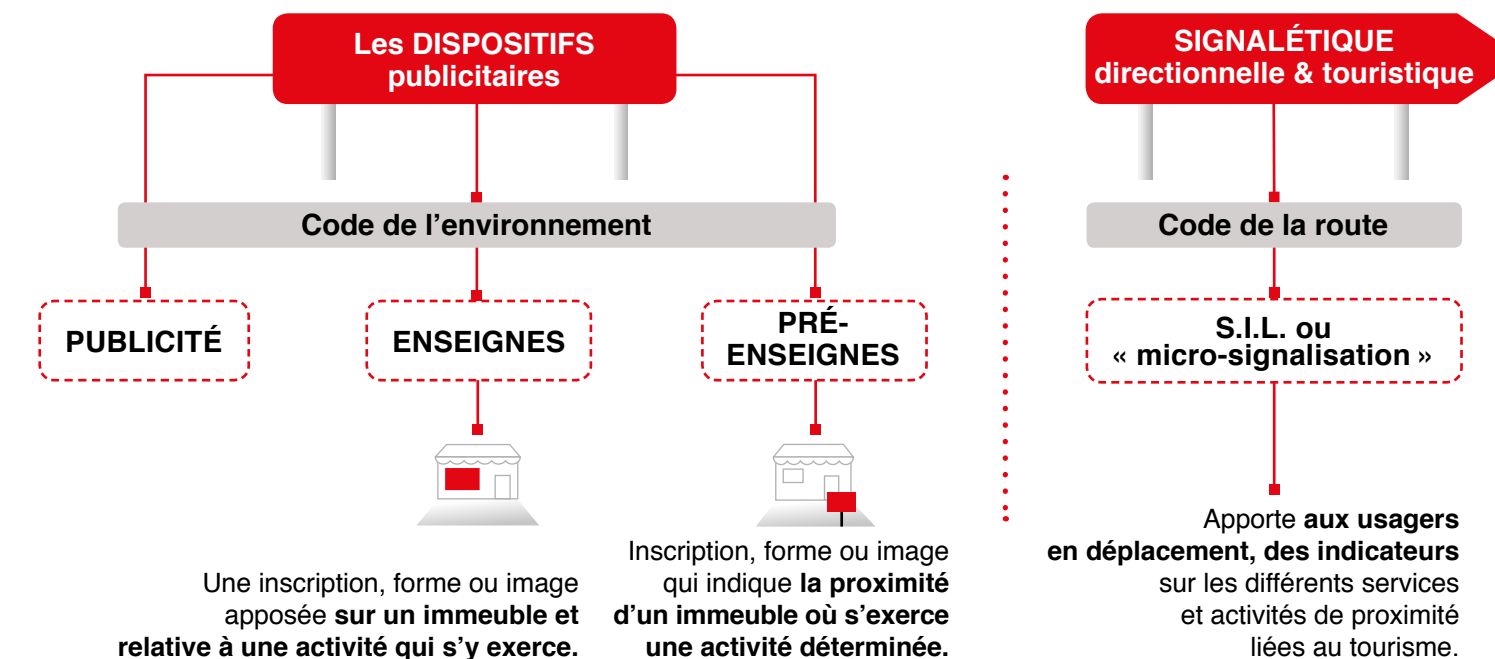 Les DISPOSITIFS
publicitaires
Code de l’environnement
PUBLICITÉ
ENSEIGNES
PRÉ-
ENSEIGNES
Une inscription, forme ou image
apposée sur un immeuble et
relative à une activité qui s’y exerce.
Inscription, forme ou image
qui indique la proximité
d’un immeuble où s’exerce
une activité déterminée.
SIGNALÉTIQUE
directionnelle & touristique
Code de la route
S.I.L. ou
« micro-signalisation »
Apporte aux usagers
en déplacement, des indicateurs
sur les différents services
et activités de proximité
liées au tourisme.